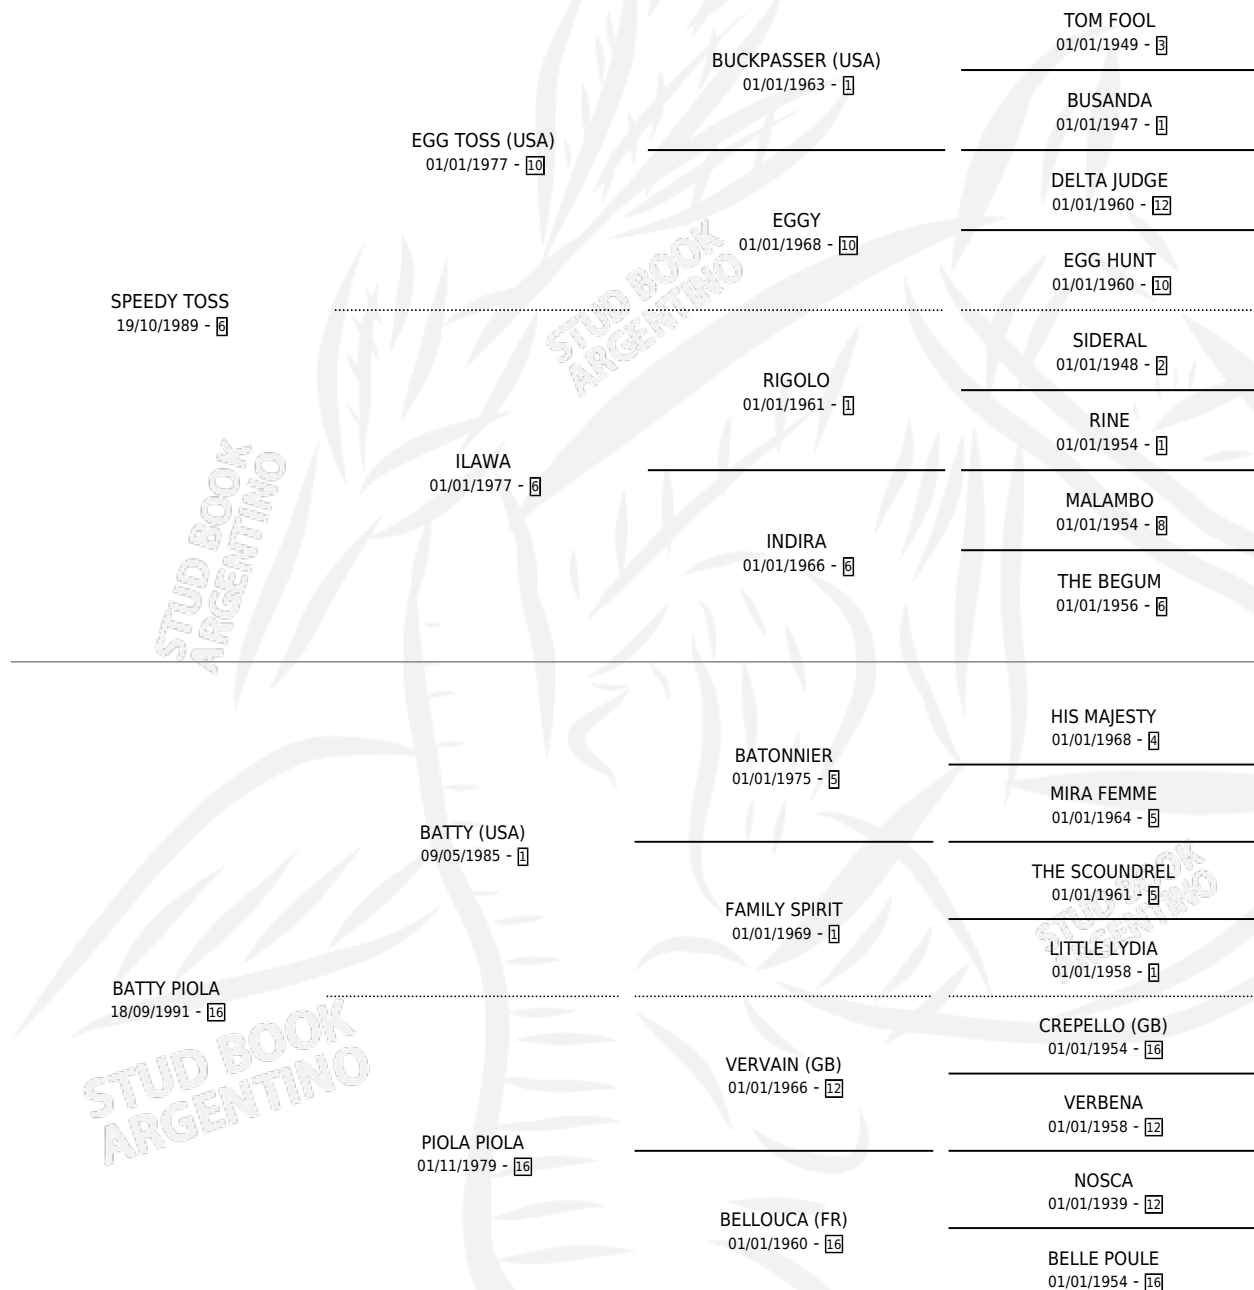 TOM FOOL
01/01/1949 - 3
BUCKPASSER (USA)
01/01/1963 - 1
BUSANDA
01/01/1947 - 1
EGG TOSS (USA)
01/01/1977 - 10
DELTA JUDGE
01/01/1960 - 12
EGGY
01/01/1968 - 10
EGG HUNT
01/01/1960 - 10
SPEEDY TOSS
19/10/1989 - 6
SIDERAL
01/01/1948 - 2
RIGOLO
01/01/1961 - 1
RINE
01/01/1954 - 1
ILAWA
01/01/1977 - 6
MALAMBO
01/01/1954 - 8
INDIRA
01/01/1966 - 6
THE BEGUM
01/01/1956 - 6
HIS MAJESTY
01/01/1968 - 4
BATONNIER
01/01/1975 - 5
MIRA FEMME
01/01/1964 - 5
BATTY (USA)
09/05/1985 - 1
THE SCOUNDREL
01/01/1961 - 5
FAMILY SPIRIT
01/01/1969 - 1
LITTLE LYDIA
01/01/1958 - 1
BATTY PIOLA
18/09/1991 - 16
CREPELLO (GB)
01/01/1954 - 16
VERVAIN (GB)
01/01/1966 - 12
VERBENA
01/01/1958 - 12
PIOLA PIOLA
01/11/1979 - 16
NOSCA
01/01/1939 - 12
BELLOUCA (FR)
01/01/1960 - 16
BELLE POULE
01/01/1954 - 16
STUD BOOK
ARGENTINO
STUD BOOK
ARGENTINO
STUD BOOK
ARGENTINO
STUD BOOK
ARGENTINO